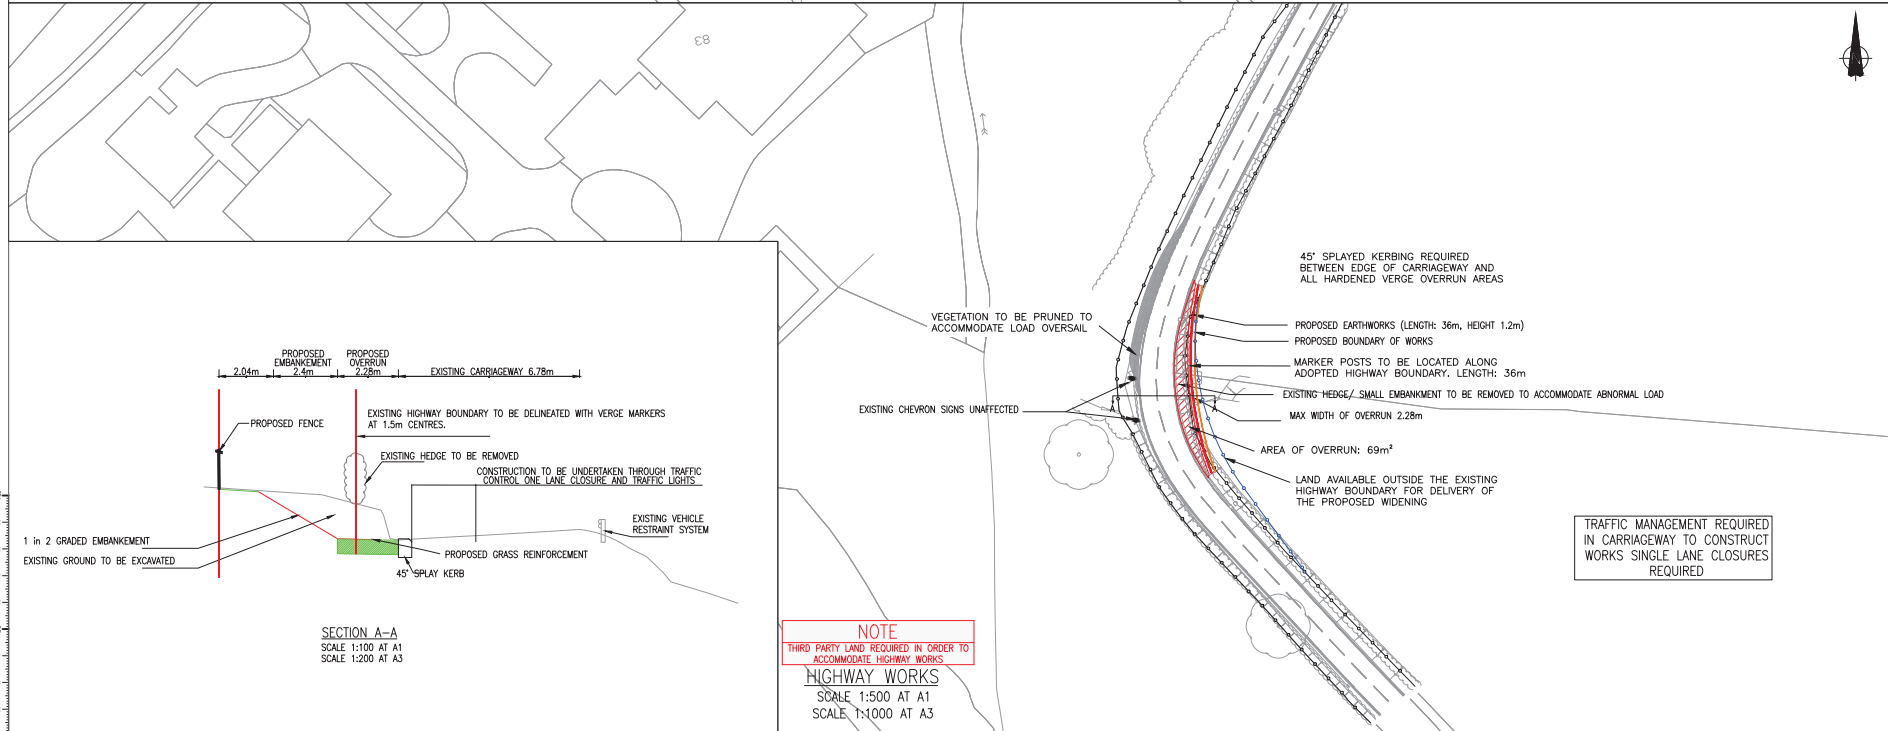 83
45° SPLAYED KERBING REQUIRED
BETWEEN EDGE OF CARRIAGEWAY AND
ALL HARDENED VERGE OVERRUN AREAS
VEGETATION TO BE PRUNED TO
ACCOMMODATE LOAD OVERSAIL
PROPOSED EARTHWORKS (LENGTH: 36m, HEIGHT 1.2m)
PROPOSED BOUNDARY OF WORKS
MARKER POSTS TO BE LOCATED ALONG
ADOPTED HIGHWAY BOUNDARY. LENGTH: 36m
EXISTING HEDGE/ SMALL EMBANKMENT TO BE REMOVED TO ACCOMMODATE ABNORMAL LOAD
EXISTING CHEVRON SIGNS UNAFFECTED
A
A
MAX WIDTH OF OVERRUN 2.28m
AREA OF OVERRUN: 69m²
LAND AVAILABLE OUTSIDE THE EXISTING
HIGHWAY BOUNDARY FOR DELIVERY OF
THE PROPOSED WIDENING
TRAFFIC MANAGEMENT REQUIRED
IN CARRIAGEWAY TO CONSTRUCT
WORKS SINGLE LANE CLOSURES
REQUIRED
PROPOSED
EMBANKEMENT
PROPOSED
OVERRUN
2.04m
2.4m
2.28m
EXISTING CARRIAGEWAY 6.78m
PROPOSED FENCE
EXISTING HIGHWAY BOUNDARY TO BE DELINEATED WITH VERGE MARKERS
AT 1.5m CENTRES.
EXISTING HEDGE TO BE REMOVED
CONSTRUCTION TO BE UNDERTAKEN THROUGH TRAFFIC
CONTROL ONE LANE CLOSURE AND TRAFFIC LIGHTS
EXISTING VEHICLE
RESTRAINT SYSTEM
1 in 2 GRADED EMBANKMENT
EXISTING GROUND TO BE EXCAVATED
PROPOSED GRASS REINFORCEMENT
45° SPLAY KERB
SECTION A-A
SCALE 1:100 AT A1
SCALE 1:200 AT A3
NOTE
THIRD PARTY LAND REQUIRED IN ORDER TO
ACCOMMODATE HIGHWAY WORKS
HIGHWAY WORKS
SCALE 1:500 AT A1
SCALE 1:1000 AT A3